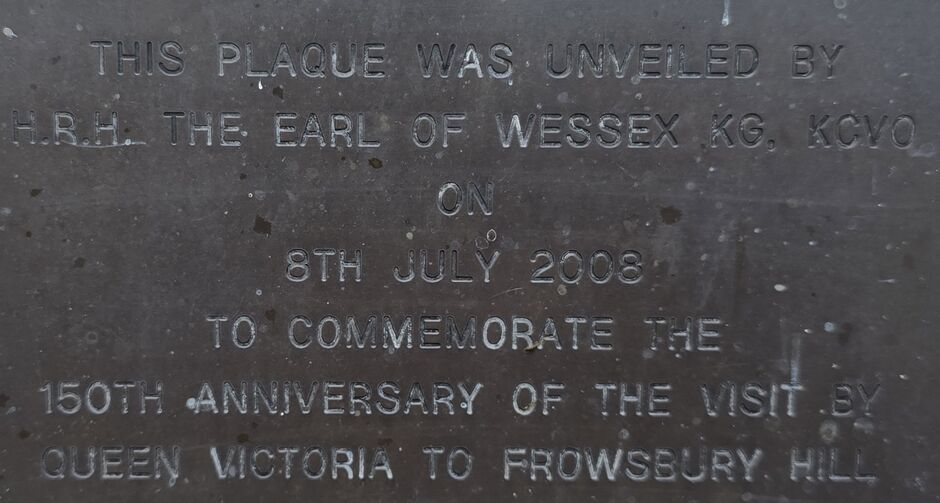 THIS PLAQUE WAS UNVEILED BY
H.R.H. THE EARL OF WESSEX KG, KCVO
ON
8TH JULY 2008
TO COMMEMORATE THE
150TH ANNIVERSARY OF THE VISIT BY
QUEEN VICTORIA TO FROWSBURY HILL